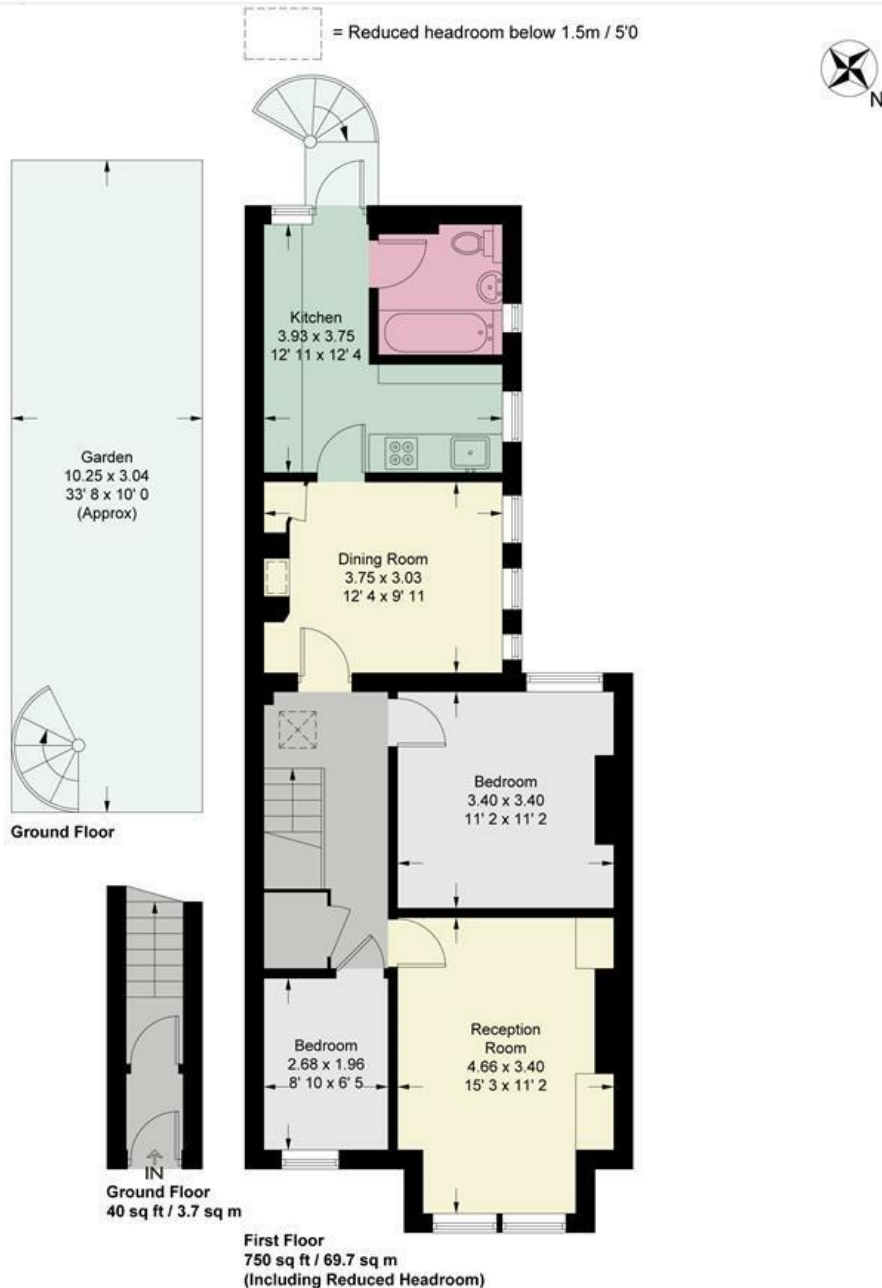 = Reduced headroom below 1.5m / 5'0
N
Kitchen
3.93 x 3.75
12' 11 x 12' 4
Garden
10.25 x 3.04
33' 8 x 10' 0
(Approx)
Dining Room
3.75 x 3.03
12' 4 x 9' 11
Bedroom
3.40 x 3.40
11' 2 x 11' 2
Ground Floor
Reception
Room
4.66 x 3.40
15' 3 x 11' 2
Bedroom
2.68 x 1.96
8' 10 x 6' 5
IN
Ground Floor
40 sq ft / 3.7 sq m
First Floor
750 sq ft / 69.7 sq m
(Including Reduced Headroom)